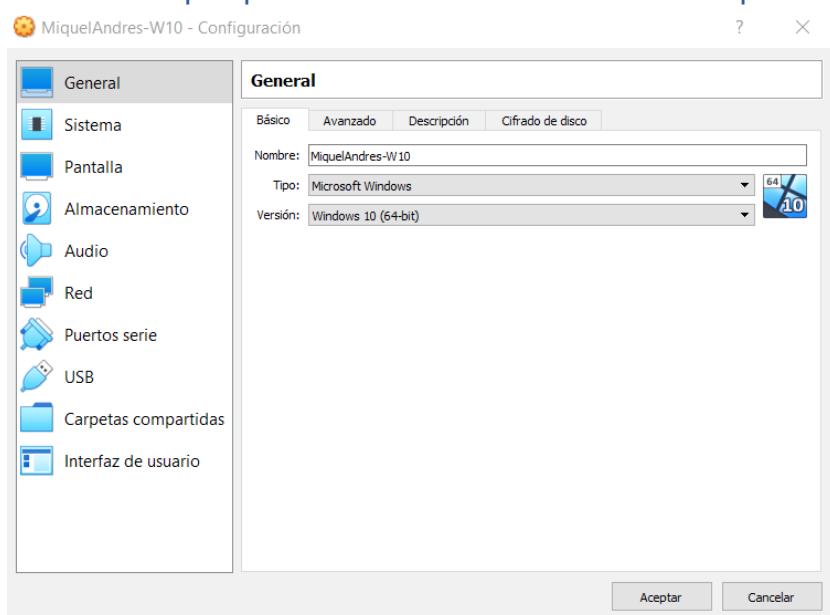 MiquelAndres-W10 - Configuración
General
Sistema
Pantalla
Almacenamiento
Audio
Red
Puertos serie
USB
Carpetas compartidas
Interfaz de usuario
General
Básico Avanzado Descripción Cifrado de disco
Nombre: MiquelAndres-W10
Tipo: Microsoft Windows
Versión: Windows 10 (64-bit)
64
10
Aceptar Cancelar